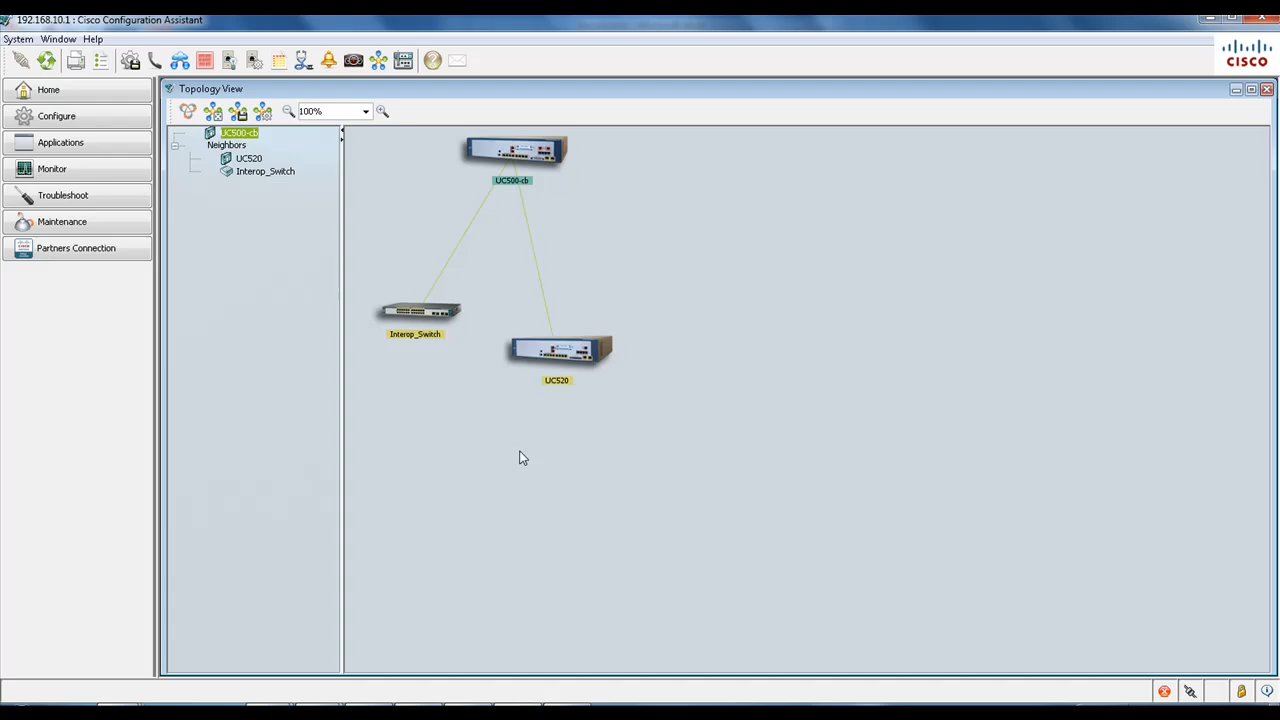 192.168.10.1 : Cisco Configuration Assistant
System Window Help
CISCO
Home
Configure
Applications
Monitor
Troubleshoot
Maintenance
Partners Connection
Topology View
100%
UC500-cb
Neighbors
UC520
Interop_Switch
UC500-cb
Interop_Switch
UC520